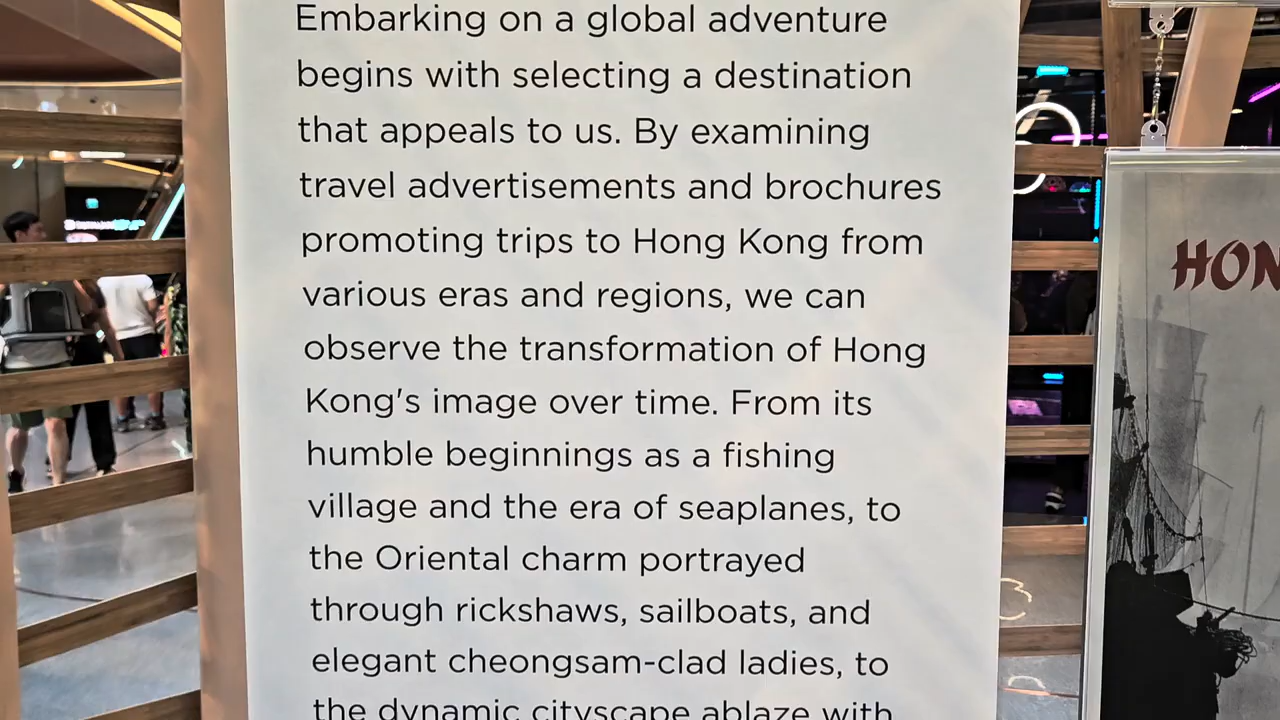 Embarking on a global adventure
begins with selecting a destination
that appeals to us. By examining
travel advertisements and brochures
promoting trips to Hong Kong from
various eras and regions, we can
observe the transformation of Hong
Kong's image over time. From its
humble beginnings as a fishing
village and the era of seaplanes, to
the Oriental charm portrayed
through rickshaws, sailboats, and
elegant cheongsam-clad ladies, to
the dynamic cityscape ablaze with
HON